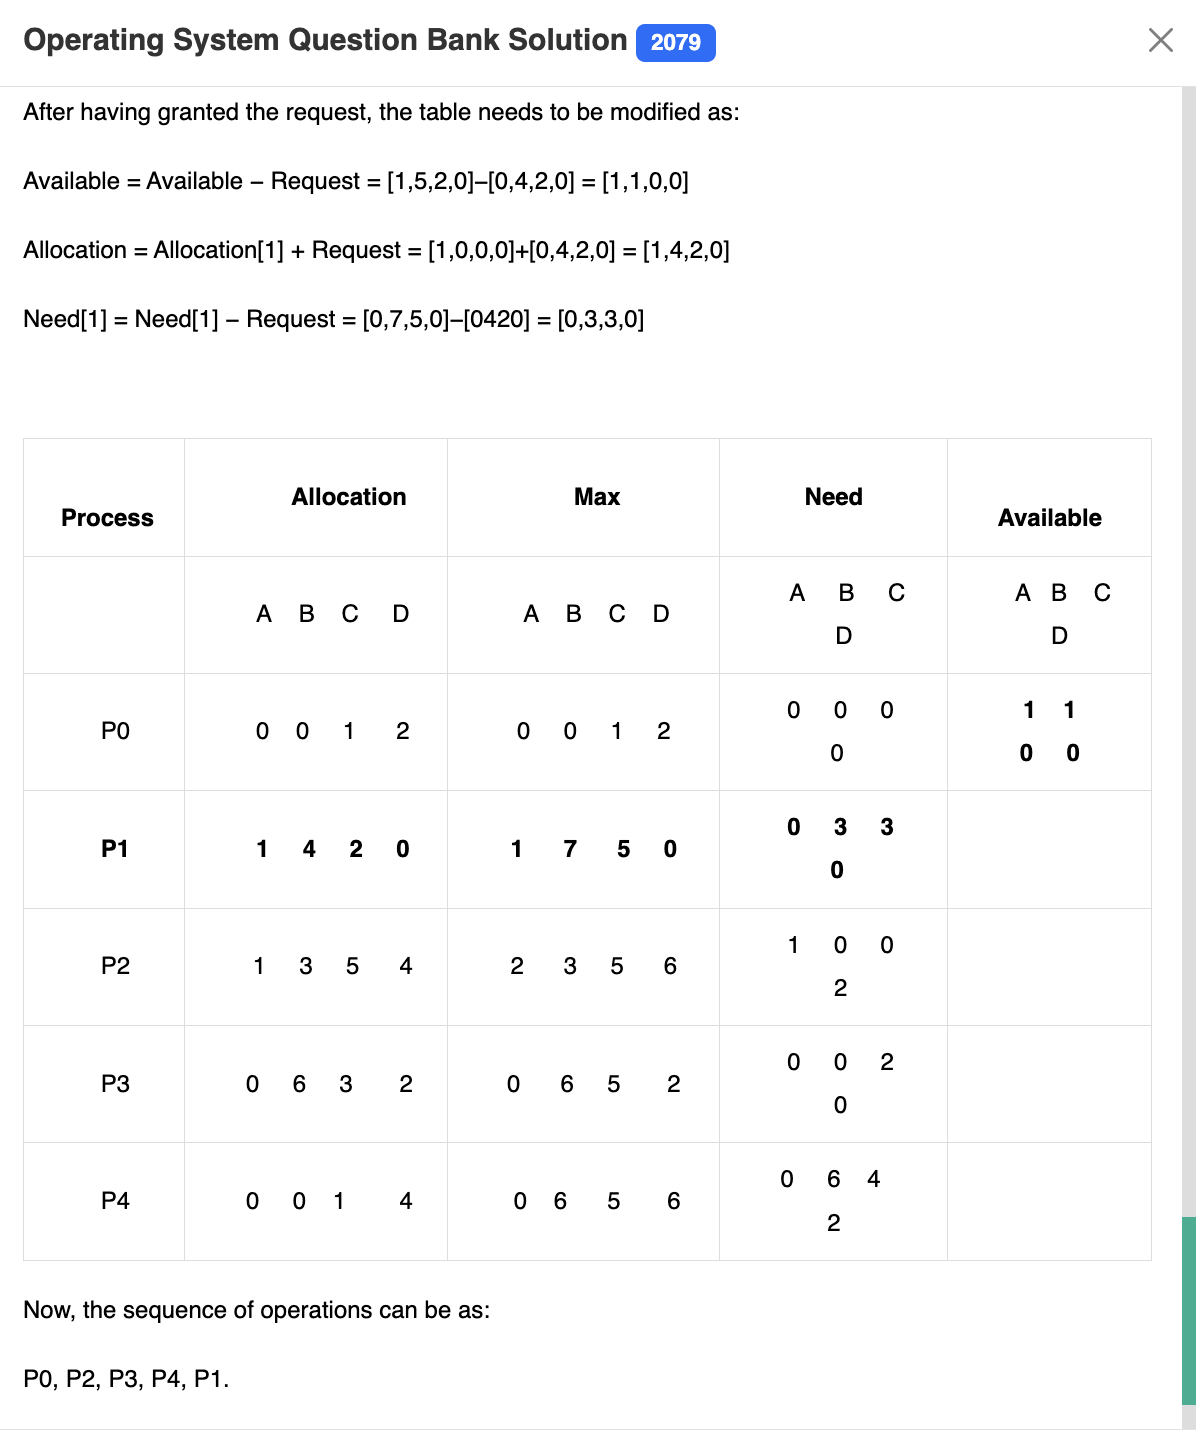 Operating System Question Bank Solution 2079
After having granted the request, the table needs to be modified as:
Available = Available – Request = [1,5,2,0]–[0,4,2,0] = [1,1,0,0]
Allocation = Allocation[1] + Request = [1,0,0,0]+[0,4,2,0] = [1,4,2,0]
Need[1] = Need[1] – Request = [0,7,5,0]–[0420] = [0,3,3,0]
Process Allocation Max Need Available
A B C D A B C D A B C D A B C D
P0 0 0 1 2 0 0 1 2 0 0 0 0 1 1 0 0
P1 1 4 2 0 1 7 5 0 0 3 3 0
P2 1 3 5 4 2 3 5 6 1 0 0 2
P3 0 6 3 2 0 6 5 2 0 0 2 0
P4 0 0 1 4 0 6 5 6 0 6 4 2
Now, the sequence of operations can be as:
P0, P2, P3, P4, P1.